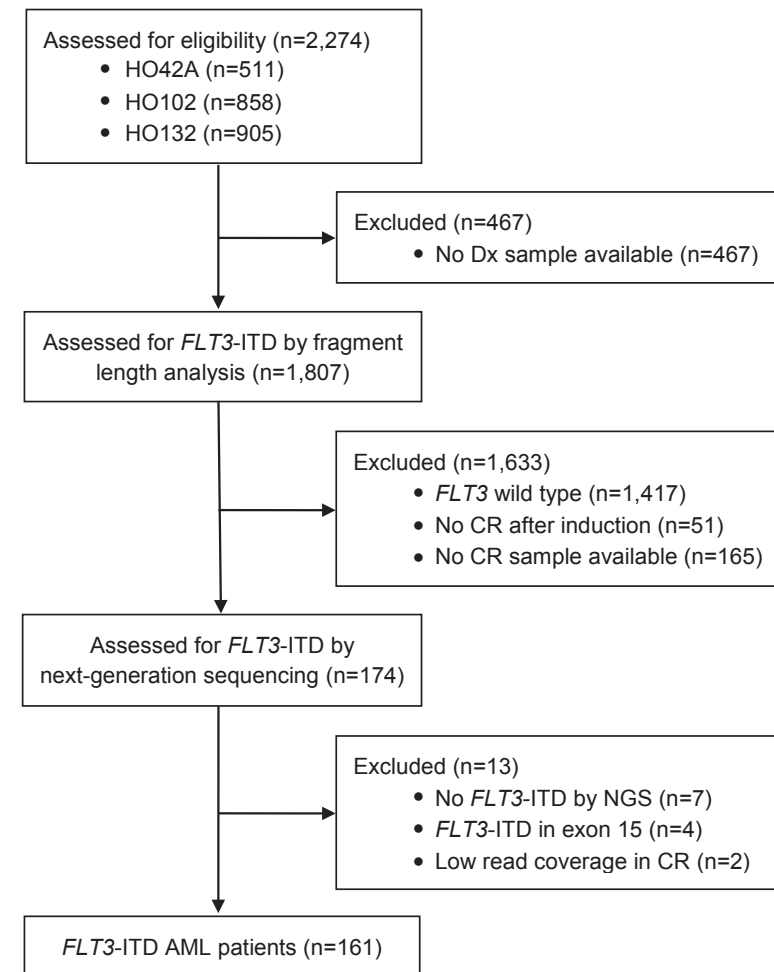 Assessed for eligibility (n=2,274)
• HO42A (n=511)
• HO102 (n=858)
• HO132 (n=905)
Excluded (n=467)
• No Dx sample available (n=467)
Assessed for FLT3-ITD by fragment
length analysis (n=1,807)
Excluded (n=1,633)
• FLT3 wild type (n=1,417)
• No CR after induction (n=51)
• No CR sample available (n=165)
Assessed for FLT3-ITD by
next-generation sequencing (n=174)
Excluded (n=13)
• No FLT3-ITD by NGS (n=7)
• FLT3-ITD in exon 15 (n=4)
• Low read coverage in CR (n=2)
FLT3-ITD AML patients (n=161)